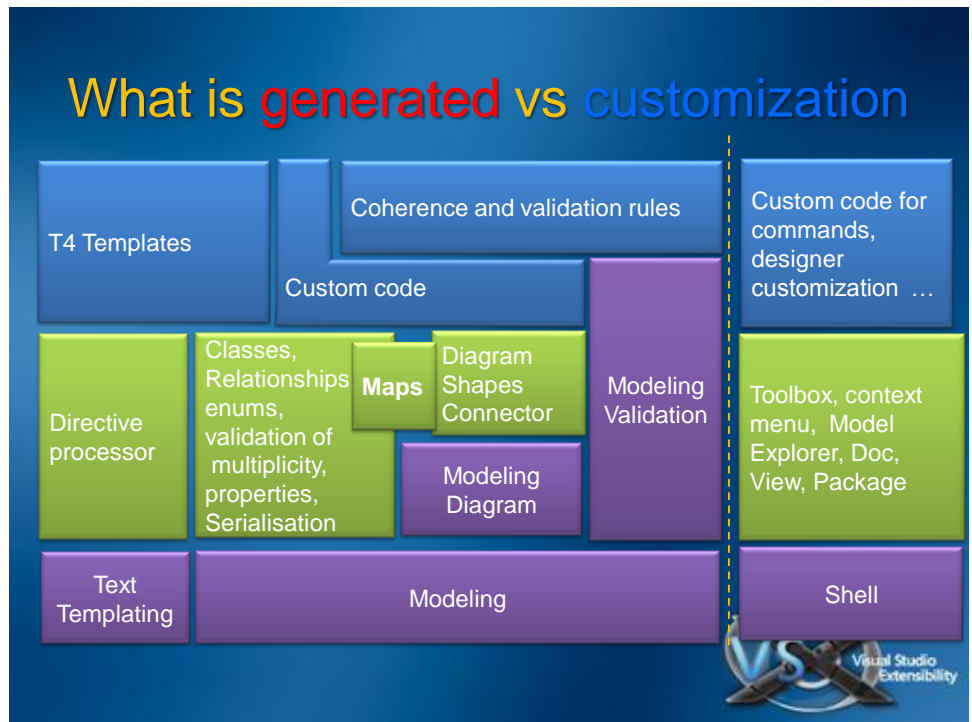 What is generated vs customization
T4 Templates
Custom code
Coherence and validation rules
Custom code for
commands,
designer
customization ...
Directive
processor
Classes,
Relationships
enums,
validation of
multiplicity,
properties,
Serialisation
Maps
Diagram
Shapes
Connector
Modeling
Diagram
Modeling
Validation
Toolbox, context
menu, Model
Explorer, Doc,
View, Package
Text
Templating
Modeling
Shell
VSX
Visual Studio
Extensibility